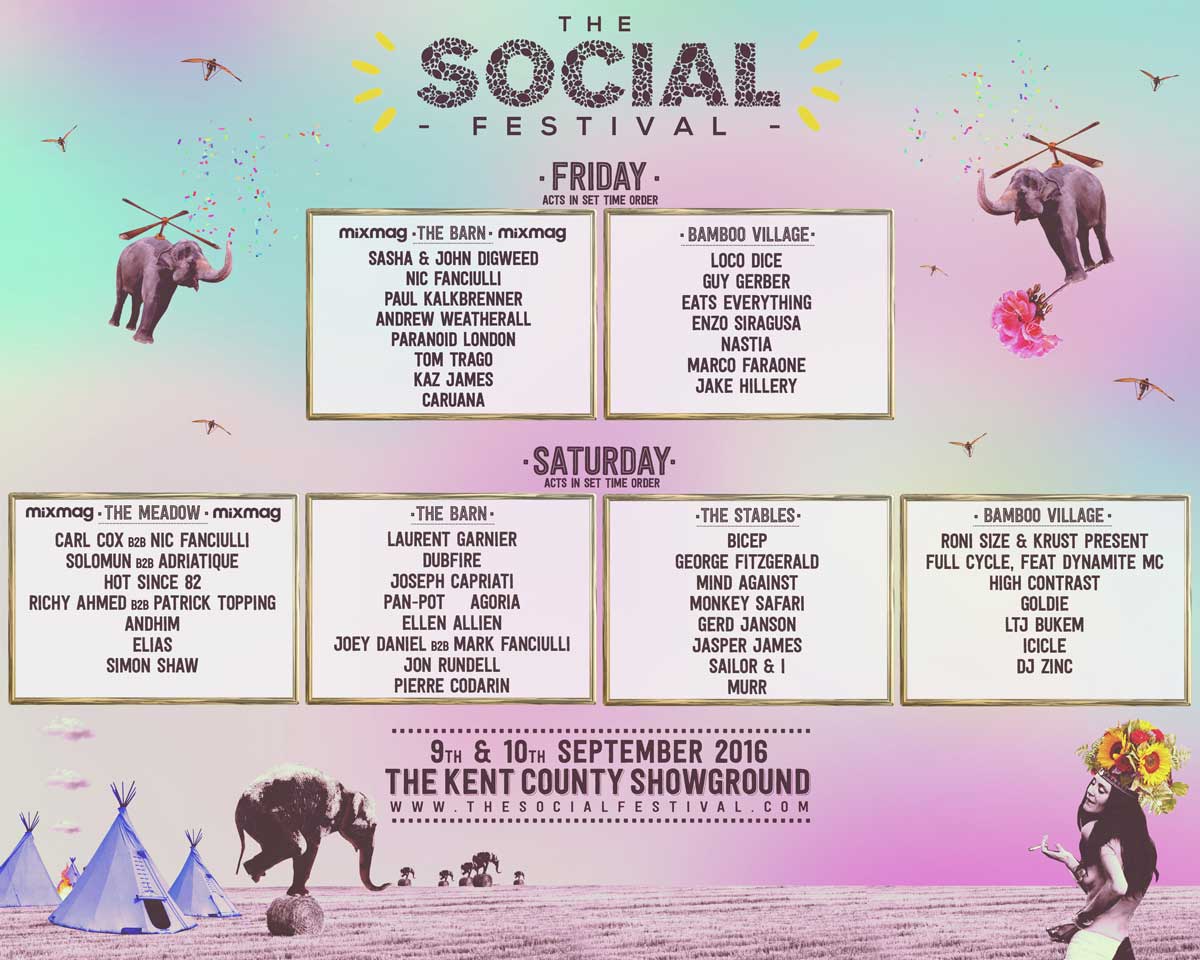 THE
SOCIAL
- FESTIVAL -
· FRIDAY ·
ACTS IN SET TIME ORDER
mixmag · THE BARN · mixmag
SASHA & JOHN DIGWEED
NIC FANCIULLI
PAUL KALKBRENNER
ANDREW WEATHERALL
PARANOID LONDON
TOM TRAGO
KAZ JAMES
CARUANA
· BAMBOO VILLAGE ·
LOCO DICE
GUY GERBER
EATS EVERYTHING
ENZO SIRAGUSA
NASTIA
MARCO FARAONE
JAKE HILLERY
· SATURDAY ·
ACTS IN SET TIME ORDER
mixmag · THE MEADOW · mixmag
CARL COX B2B NIC FANCIULLI
SOLOMUN B2B ADRIATIQUE
HOT SINCE 82
RICHY AHMED B2B PATRICK TOPPING
ANDHIM
ELIAS
SIMON SHAW
· THE BARN ·
LAURENT GARNIER
DUBFIRE
JOSEPH CAPRIATI
PAN-POT AGORIA
ELLEN ALLIEN
JOEY DANIEL B2B MARK FANCIULLI
JON RUNDELL
PIERRE CODARIN
· THE STABLES ·
BICEP
GEORGE FITZGERALD
MIND AGAINST
MONKEY SAFARI
GERD JANSON
JASPER JAMES
SAILOR & I
MURR
· BAMBOO VILLAGE ·
RONI SIZE & KRUST PRESENT
FULL CYCLE, FEAT DYNAMITE MC
HIGH CONTRAST
GOLDIE
LTJ BUKEM
ICICLE
DJ ZINC
9TH & 10TH SEPTEMBER 2016
THE KENT COUNTY SHOWGROUND
WWW.THESOCIALFESTIVAL.COM